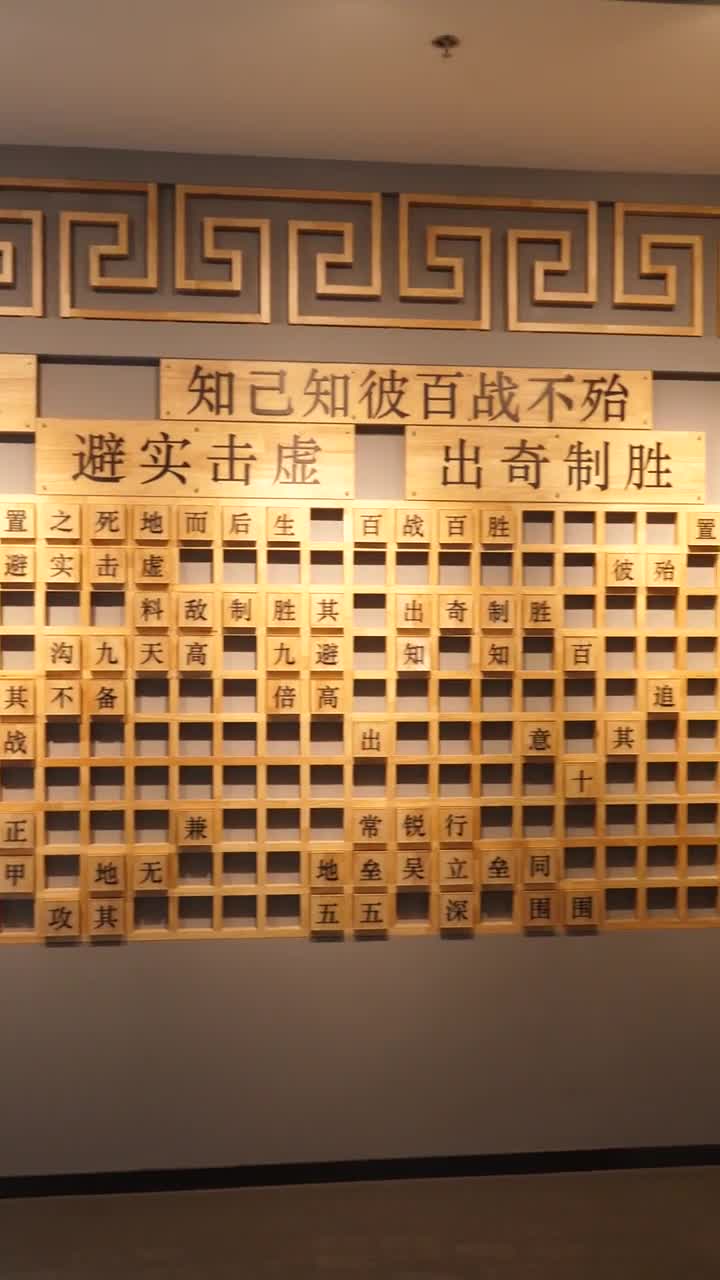 知己知彼百战不殆
避实击虚 出奇制胜
置之死地而后生 百战百胜 置
避实击虚 彼殆
料敌制胜其 出奇制胜
沟九天高 九避 知 知 百
其不备 倍高 追
战 出 意 其
十
正 兼 常锐行
甲 地无 地垒吴立垒同
攻其 五五 深 围围